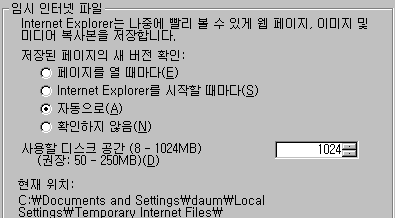 임시 인터넷 파일
Internet Explorer는 나중에 빨리 볼 수 있게 웹 페이지, 이미지 및
미디어 복사본을 저장합니다.
저장된 페이지의 새 버전 확인:
페이지를 열 때마다(E)
Internet Explorer를 시작할 때마다(S)
자동으로(A)
확인하지 않음(N)
사용할 디스크 공간 (8 - 1024MB) 1024
(권장: 50 - 250MB)(D)
현재 위치:
C:₩Documents and Settings₩daum₩Local
Settings₩Temporary Internet Files₩